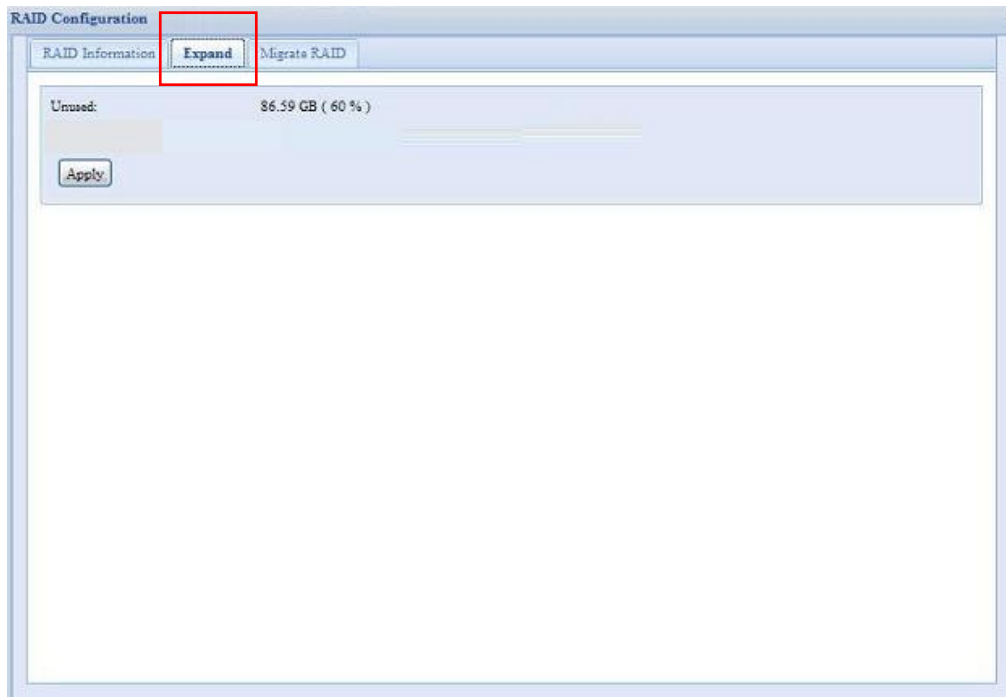 RAID Configuration
RAID Information Expand Migrate RAID
Unused: 86.59 GB ( 60 % )
Apply